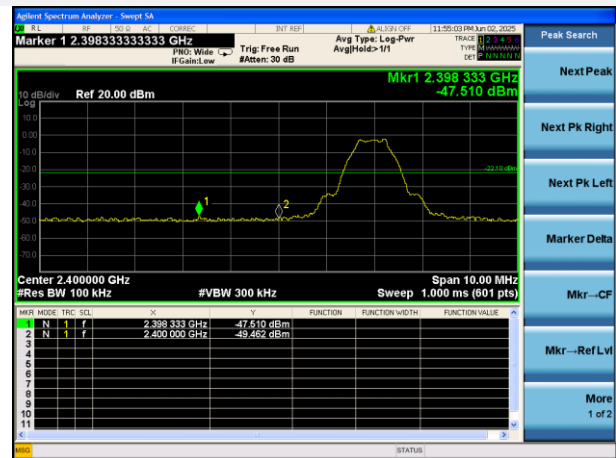 Agilent Spectrum Analyzer - Swept SA
RL RF 50 Ω AC CORREC INT REF ALIGN OFF 11:55:03 PM Jun 02, 2025
Marker 1 2.398333333333 GHz
PNO: Wide Trig: Free Run Avg Type: Log-Pwr TRACE 1 2 3 4 5 6
IFGain:Low #Atten: 30 dB Avg|Hold:> 1/1 TYPE M
DET P N N N N N
Mkr1 2.398 333 GHz
-47.510 dBm
10 dB/div Ref 20.00 dBm
Log
10.0
0.00
-10.0
-20.0
-30.0
-40.0
-50.0
-60.0
-70.0
1
2
Center 2.400000 GHz Span 10.00 MHz
#Res BW 100 kHz #VBW 300 kHz Sweep 1.000 ms (601 pts)
MKR MODE TRC SCL X Y FUNCTION FUNCTION WIDTH FUNCTION VALUE
1 N 1 f 2.398 333 GHz -47.510 dBm
2 N 1 f 2.400 000 GHz -49.462 dBm
3
4
5
6
7
8
9
10
11
MSG STATUS
Peak Search
Next Peak
Next Pk Right
Next Pk Left
Marker Delta
Mkr→CF
Mkr→Ref Lvl
More
1 of 2